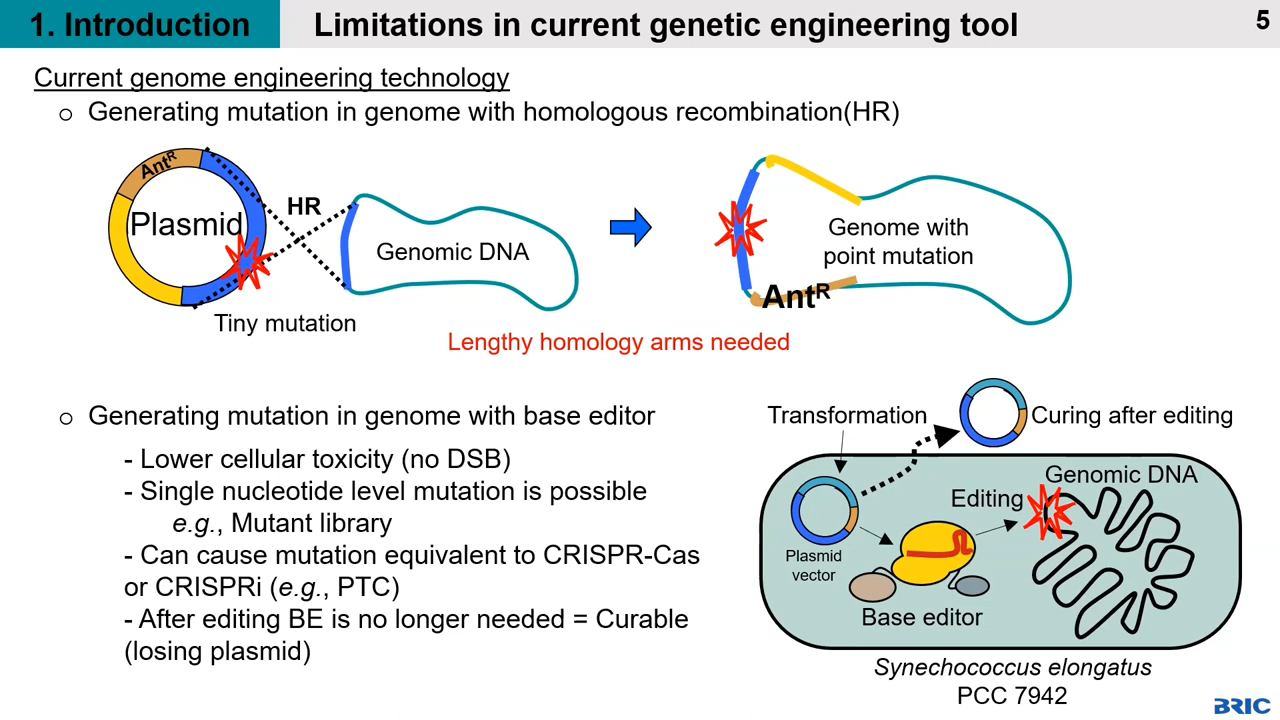 1. Introduction
Limitations in current genetic engineering tool
5
Current genome engineering technology
o Generating mutation in genome with homologous recombination(HR)
Ant^R
Plasmid
HR
Genomic DNA
Tiny mutation
Genome with
point mutation
Ant^R
Lengthy homology arms needed
o Generating mutation in genome with base editor
- Lower cellular toxicity (no DSB)
- Single nucleotide level mutation is possible
e.g., Mutant library
- Can cause mutation equivalent to CRISPR-Cas
or CRISPRi (e.g., PTC)
- After editing BE is no longer needed = Curable
(losing plasmid)
Transformation
Curing after editing
Genomic DNA
Editing
Plasmid
vector
Base editor
Synechococcus elongatus
PCC 7942
BRIC